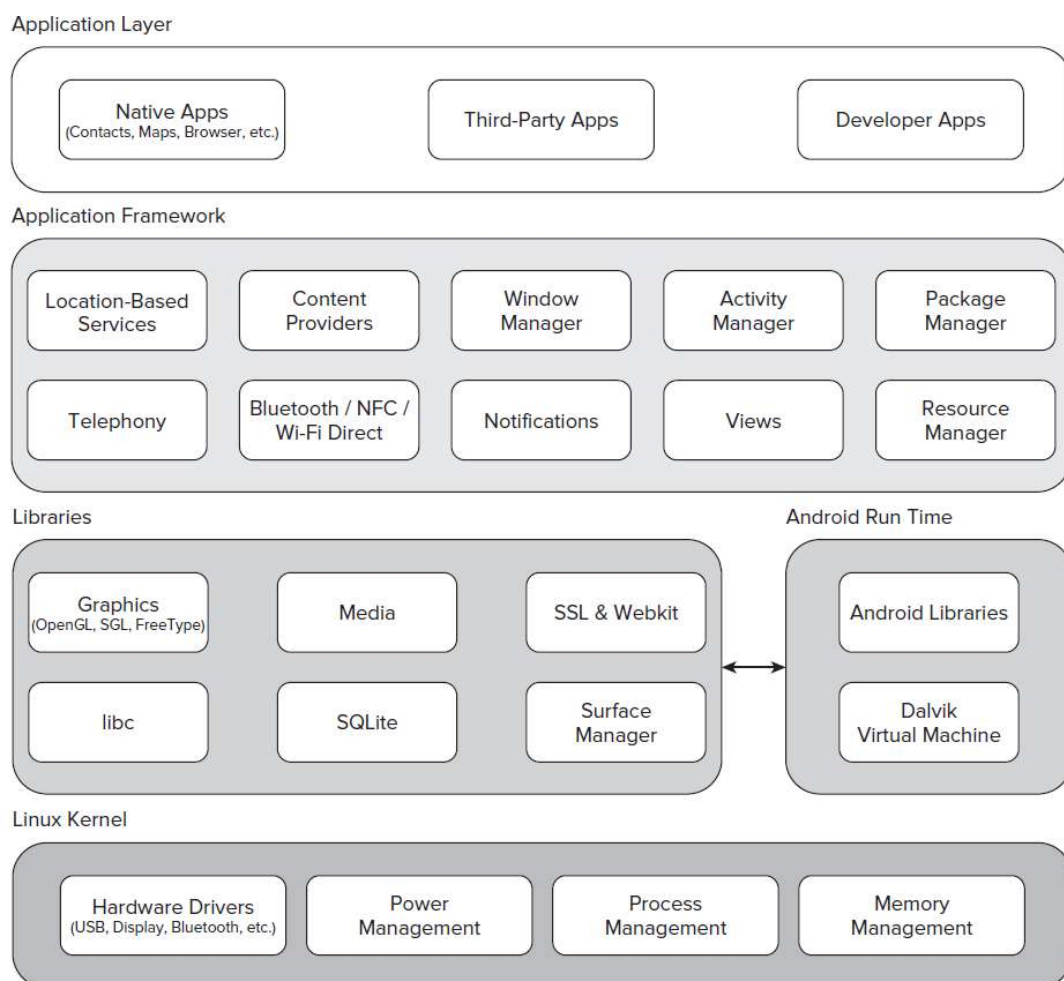 Application Layer
Native Apps
(Contacts, Maps, Browser, etc.)
Third-Party Apps
Developer Apps
Application Framework
Location-Based
Services
Content
Providers
Window
Manager
Activity
Manager
Package
Manager
Telephony
Bluetooth / NFC /
Wi-Fi Direct
Notifications
Views
Resource
Manager
Libraries
Graphics
(OpenGL, SGL, FreeType)
Media
SSL & Webkit
libc
SQLite
Surface
Manager
Android Run Time
Android Libraries
Dalvik
Virtual Machine
Linux Kernel
Hardware Drivers
(USB, Display, Bluetooth, etc.)
Power
Management
Process
Management
Memory
Management